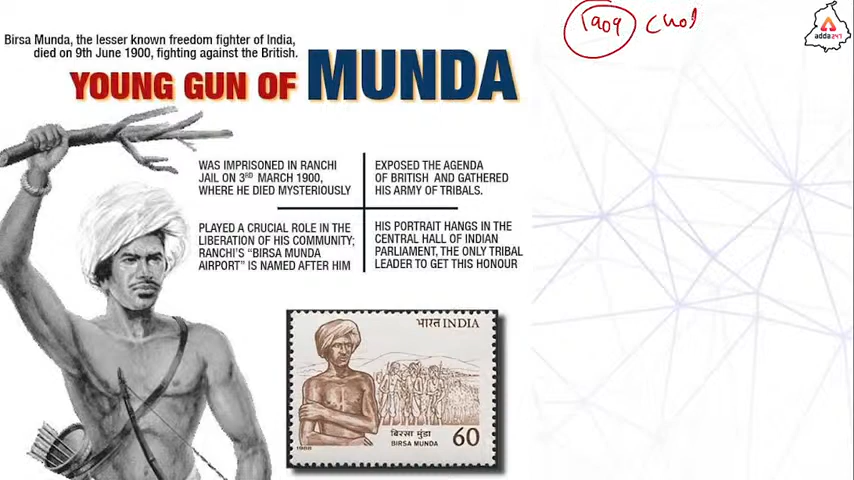 Birsa Munda, the lesser known freedom fighter of India,
died on 9th June 1900, fighting against the British.
YOUNG GUN OF MUNDA
WAS IMPRISONED IN RANCHI
JAIL ON 3RD MARCH 1900,
WHERE HE DIED MYSTERIOUSLY
EXPOSED THE AGENDA
OF BRITISH AND GATHERED
HIS ARMY OF TRIBALS.
PLAYED A CRUCIAL ROLE IN THE
LIBERATION OF HIS COMMUNITY;
RANCHI'S "BIRSA MUNDA
AIRPORT" IS NAMED AFTER HIM
HIS PORTRAIT HANGS IN THE
CENTRAL HALL OF INDIAN
PARLIAMENT, THE ONLY TRIBAL
LEADER TO GET THIS HONOUR
भारत INDIA
बिरसा मुंडा
BIRSA MUNDA
60
1988
adda247